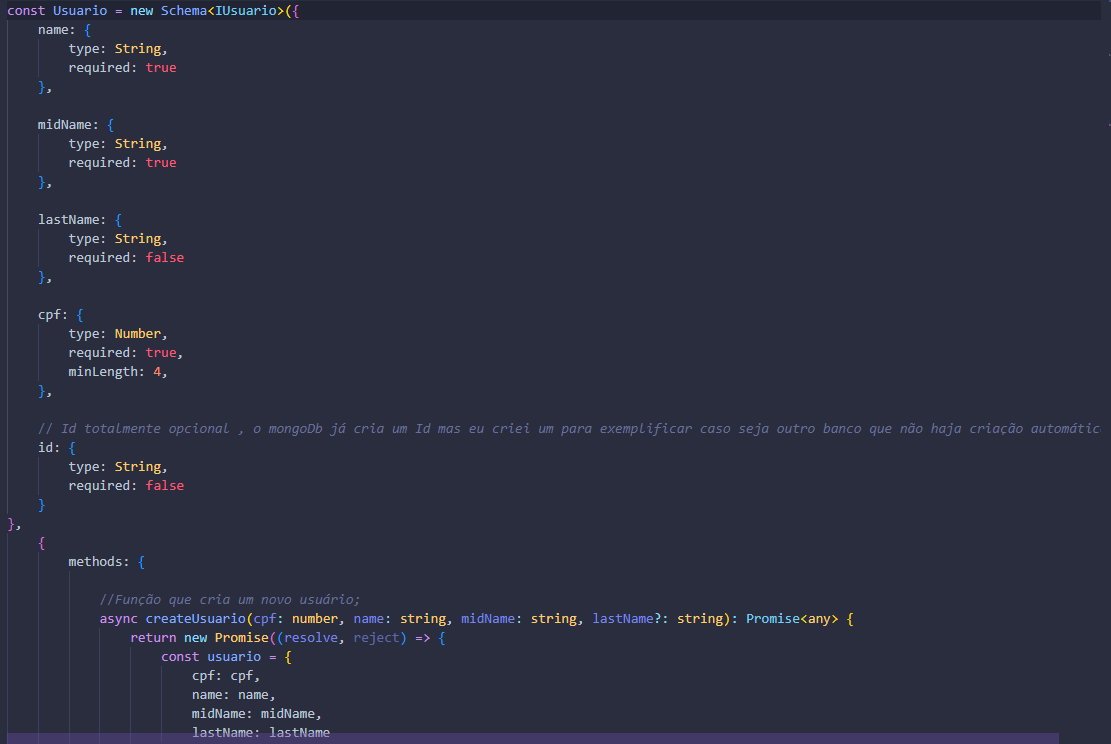 const Usuario = new Schema<IUsuario>({
    name: {
        type: String,
        required: true
    },

    midName: {
        type: String,
        required: true
    },

    lastName: {
        type: String,
        required: false
    },

    cpf: {
        type: Number,
        required: true,
        minLength: 4,
    },

    // Id totalmente opcional , o mongoDb já cria um Id mas eu criei um para exemplificar caso seja outro banco que não haja criação automátic
    id: {
        type: String,
        required: false
    }
},
    {
        methods: {

            //Função que cria um novo usuário;
            async createUsuario(cpf: number, name: string, midName: string, lastName?: string): Promise<any> {
                return new Promise((resolve, reject) => {
                    const usuario = {
                        cpf: cpf,
                        name: name,
                        midName: midName,
                        lastName: lastName